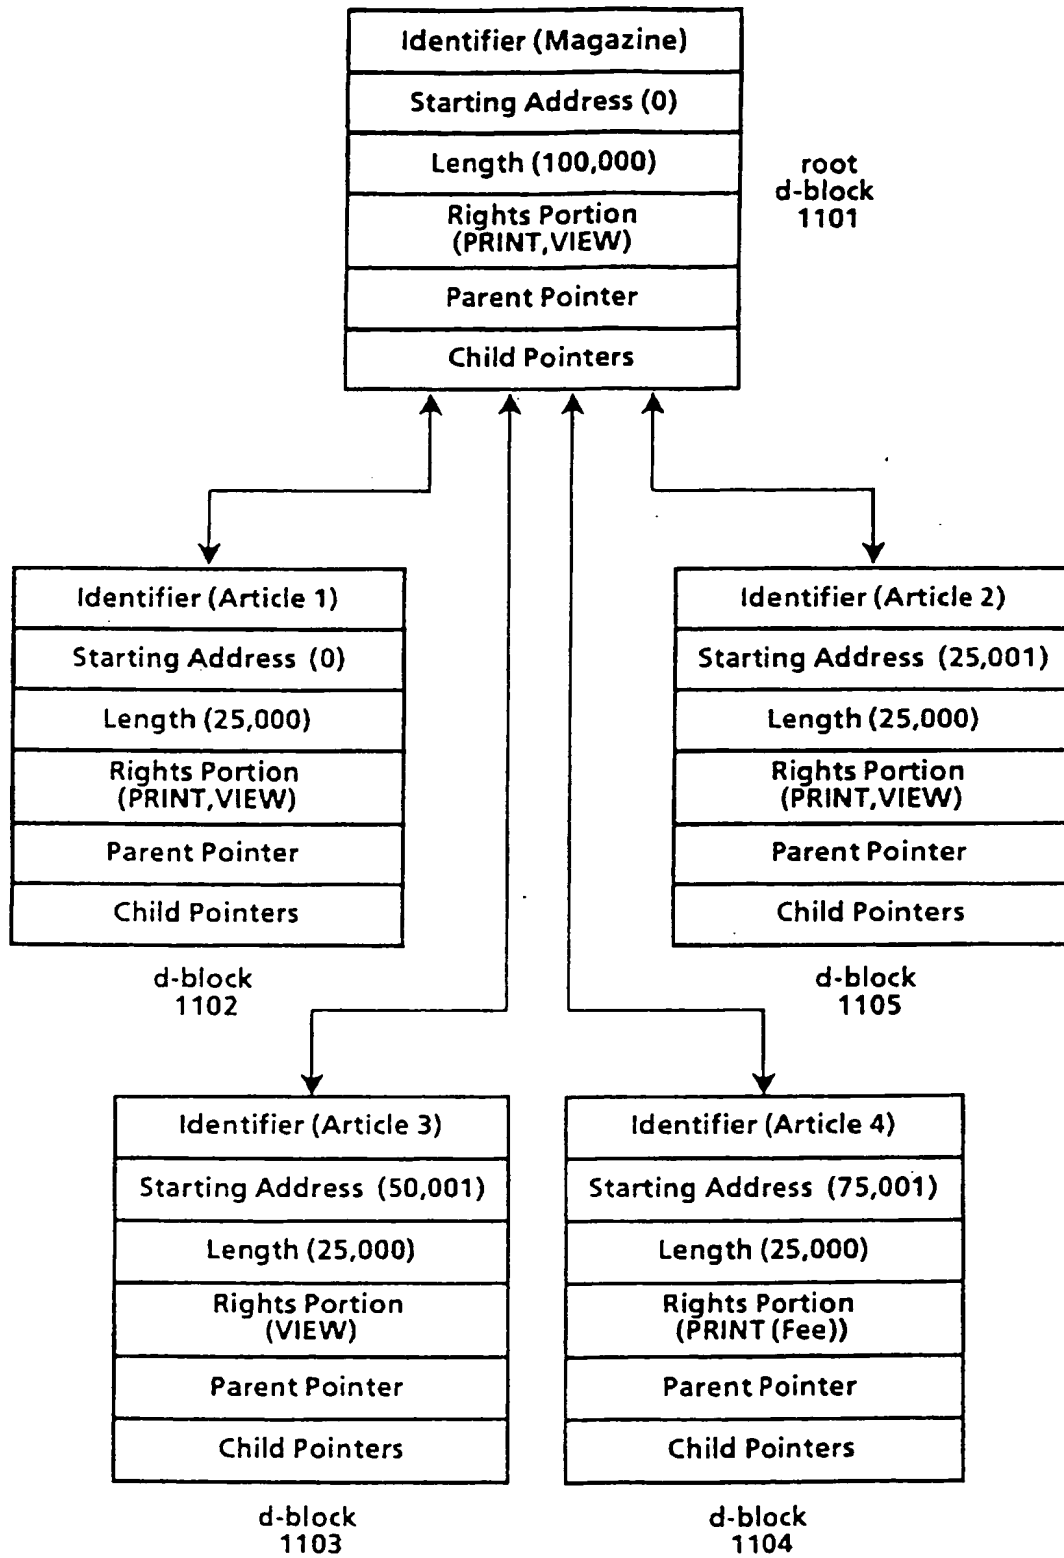 Identifier (Magazine)
Starting Address (0)
Length (100,000)
Rights Portion
(PRINT,VIEW)
Parent Pointer
Child Pointers
root
d-block
1101
Identifier (Article 1)
Starting Address (0)
Length (25,000)
Rights Portion
(PRINT,VIEW)
Parent Pointer
Child Pointers
d-block
1102
Identifier (Article 2)
Starting Address (25,001)
Length (25,000)
Rights Portion
(PRINT,VIEW)
Parent Pointer
Child Pointers
d-block
1105
Identifier (Article 3)
Starting Address (50,001)
Length (25,000)
Rights Portion
(VIEW)
Parent Pointer
Child Pointers
d-block
1103
Identifier (Article 4)
Starting Address (75,001)
Length (25,000)
Rights Portion
(PRINT (Fee))
Parent Pointer
Child Pointers
d-block
1104